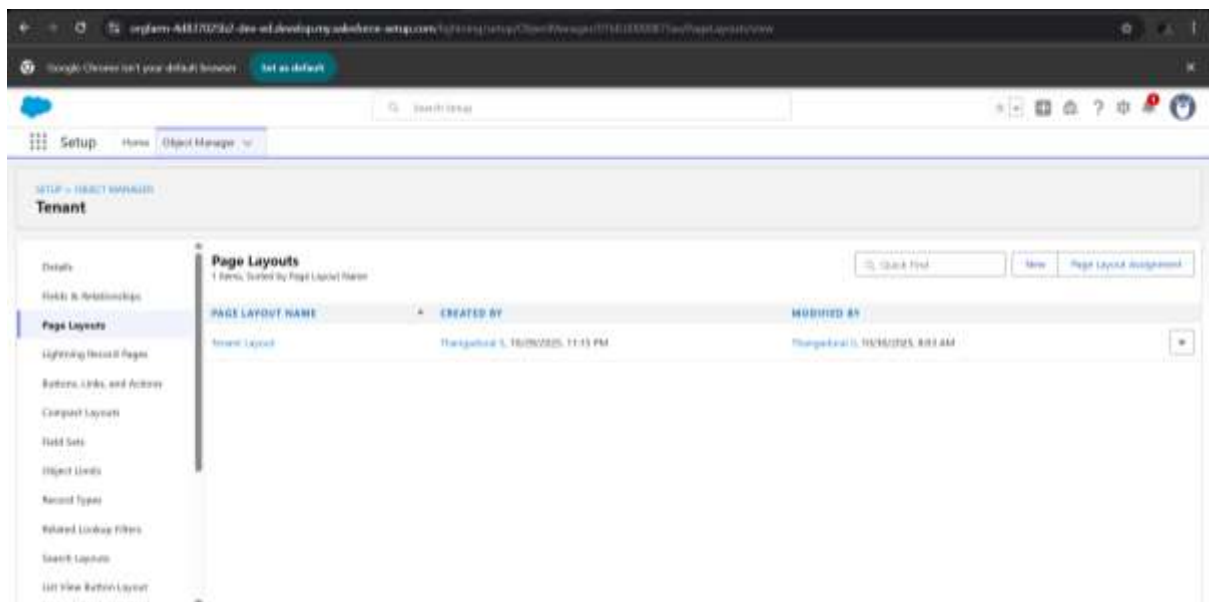 Google Chrome isn't your default browser Set as default
Search Setup
Setup Home Object Manager
SETUP > OBJECT MANAGER
Tenant
Details
Fields & Relationships
Page Layouts
Lightning Record Pages
Buttons, Links, and Actions
Compact Layouts
Field Sets
Object Limits
Record Types
Related Lookup Filters
Search Layouts
List View Button Layout
Page Layouts
1 Items, Sorted by Page Layout Name
Quick Find New Page Layout Assignment
PAGE LAYOUT NAME CREATED BY MODIFIED BY
Tenant Layout 11:15 PM